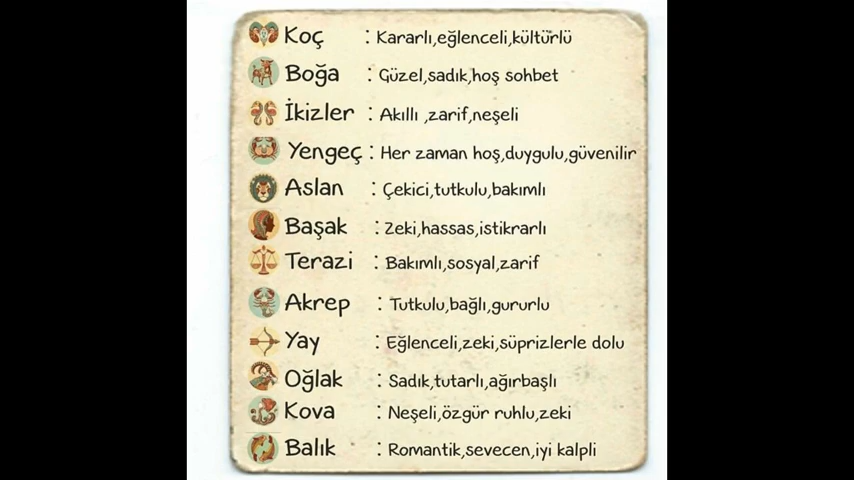 Koç : Kararlı,eğlenceli,kültürlü
Boğa : Güzel,sadık,hoş sohbet
İkizler : Akıllı ,zarif,neşeli
Yengeç : Her zaman hoş,duygulu,güvenilir
Aslan : Çekici,tutkulu,bakımlı
Başak : Zeki,hassas,istikrarlı
Terazi : Bakımlı,sosyal,zarif
Akrep : Tutkulu,bağlı,gururlu
Yay : Eğlenceli,zeki,süprizlerle dolu
Oğlak : Sadık,tutarlı,ağırbaşlı
Kova : Neşeli,özgür ruhlu,zeki
Balık : Romantik,sevecen,iyi kalpli